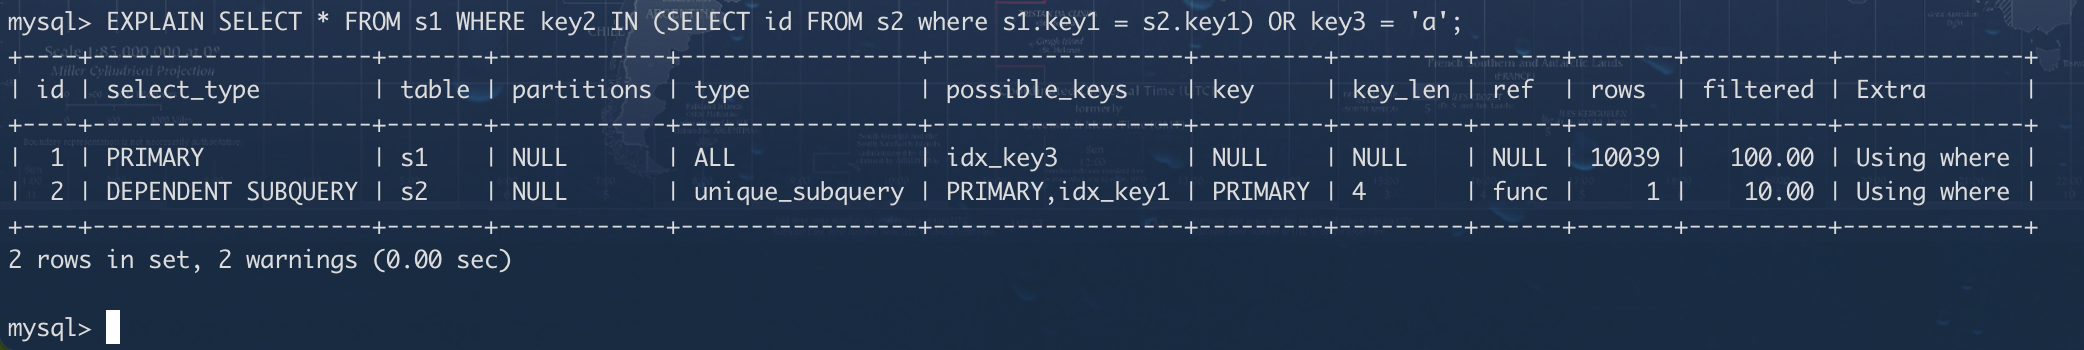 mysql> EXPLAIN SELECT * FROM s1 WHERE key2 IN (SELECT id FROM s2 where s1.key1 = s2.key1) OR key3 = 'a';
+----+--------------------+-------+------------+-----------------+------------------+---------+---------+------+-------+----------+-------------+
| id | select_type        | table | partitions | type            | possible_keys    | key     | key_len | ref  | rows  | filtered | Extra       |
+----+--------------------+-------+------------+-----------------+------------------+---------+---------+------+-------+----------+-------------+
|  1 | PRIMARY            | s1    | NULL       | ALL             | idx_key3         | NULL    | NULL    | NULL | 10039 |   100.00 | Using where |
|  2 | DEPENDENT SUBQUERY | s2    | NULL       | unique_subquery | PRIMARY,idx_key1 | PRIMARY | 4       | func |     1 |    10.00 | Using where |
+----+--------------------+-------+------------+-----------------+------------------+---------+---------+------+-------+----------+-------------+
2 rows in set, 2 warnings (0.00 sec)
mysql>